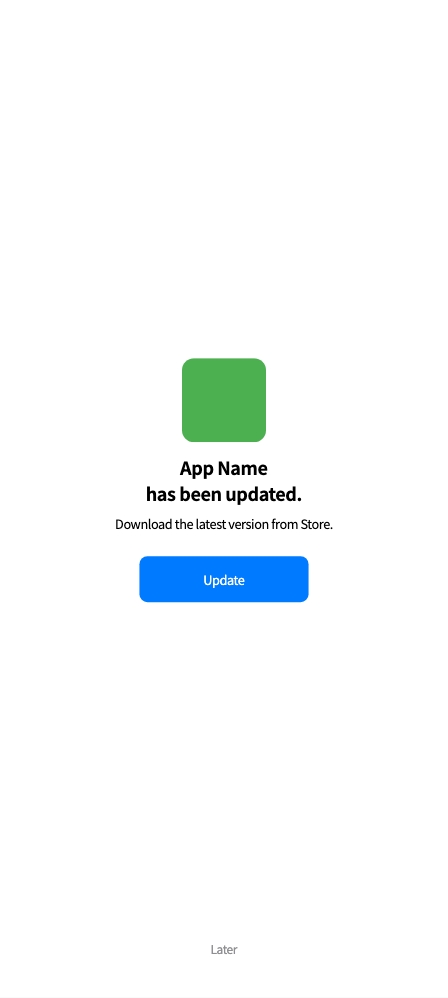 App Name
has been updated.
Download the latest version from Store.
Update
Later